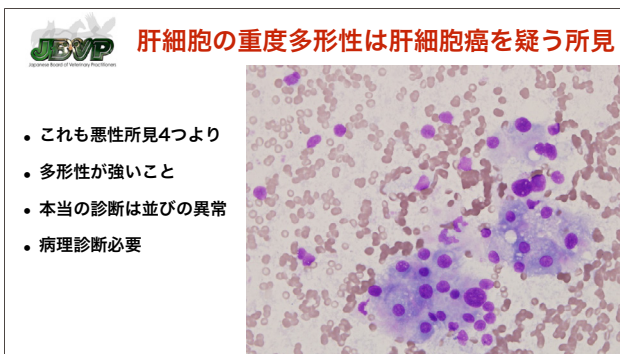 肝細胞の重度多形性は肝細胞癌を疑う所見
JBVP
Japanese Board of Veterinary Practitioners
• これも悪性所見4つより
• 多形性が強いこと
• 本当の診断は並びの異常
• 病理診断必要